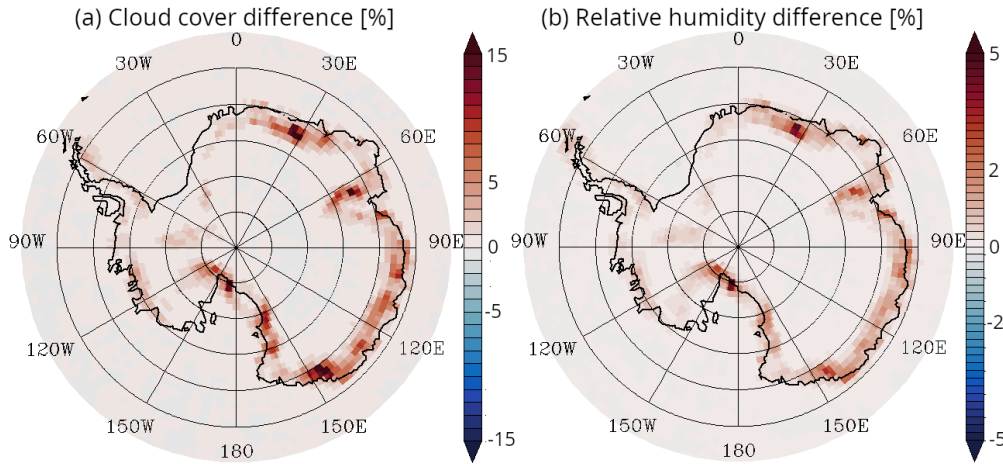 (a) Cloud cover difference [%]
0
30W
30E
60W
60E
90W
90E
120W
120E
150W
150E
180
15
5
0
-5
-15
(b) Relative humidity difference [%]
0
30W
30E
60W
60E
90W
90E
120W
120E
150W
150E
180
5
2
0
-2
-5